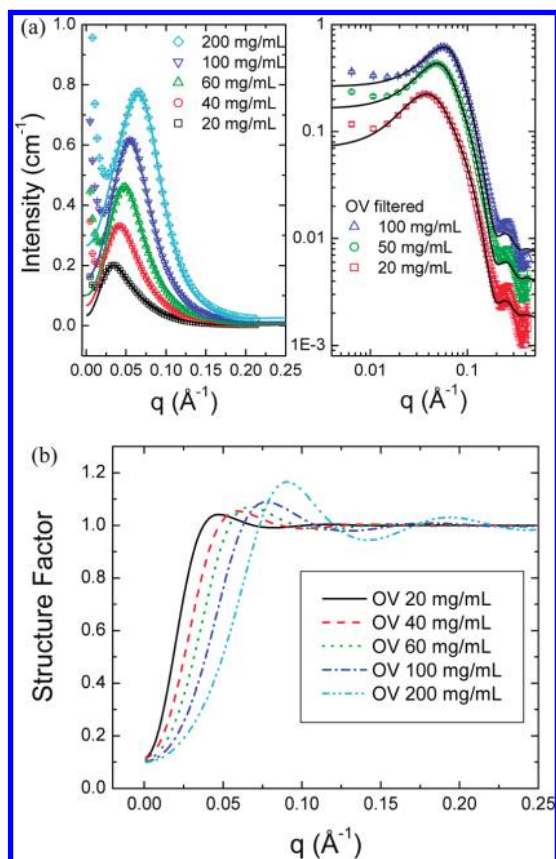 (a)
1.0
0.8
0.6
0.4
0.2
0.0
Intensity (cm⁻¹)
200 mg/mL
100 mg/mL
60 mg/mL
40 mg/mL
20 mg/mL
0.00 0.05 0.10 0.15 0.20 0.25
q (Å⁻¹)
1
0.1
0.01
1E-3
OV filtered
100 mg/mL
50 mg/mL
20 mg/mL
0.01 0.1
q (Å⁻¹)
(b)
1.2
1.0
0.8
0.6
0.4
0.2
0.0
Structure Factor
OV 20 mg/mL
OV 40 mg/mL
OV 60 mg/mL
OV 100 mg/mL
OV 200 mg/mL
0.00 0.05 0.10 0.15 0.20 0.25
q (Å⁻¹)